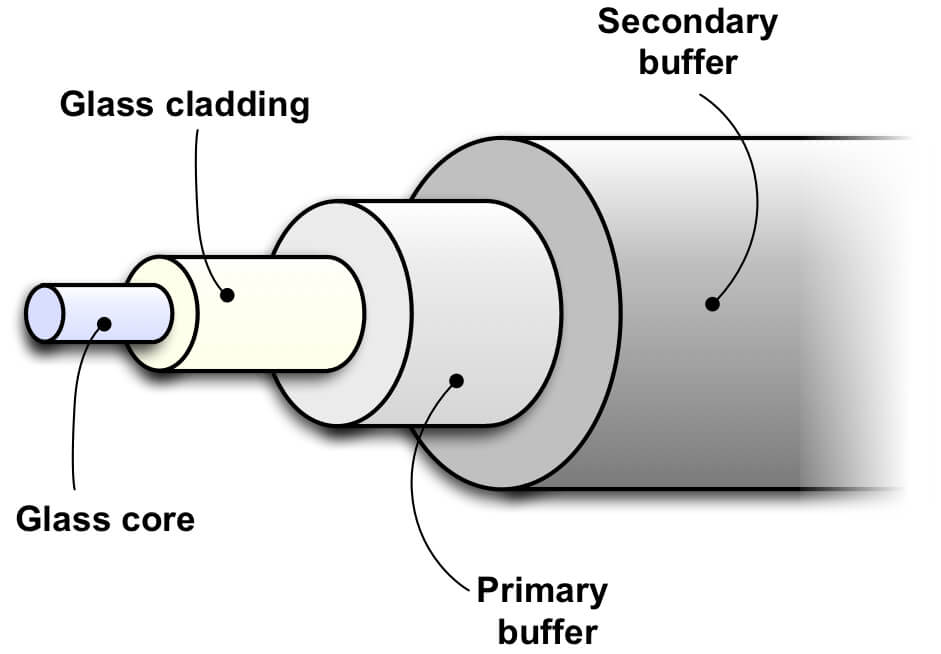 Secondary
buffer
Glass cladding
Glass core
Primary
buffer